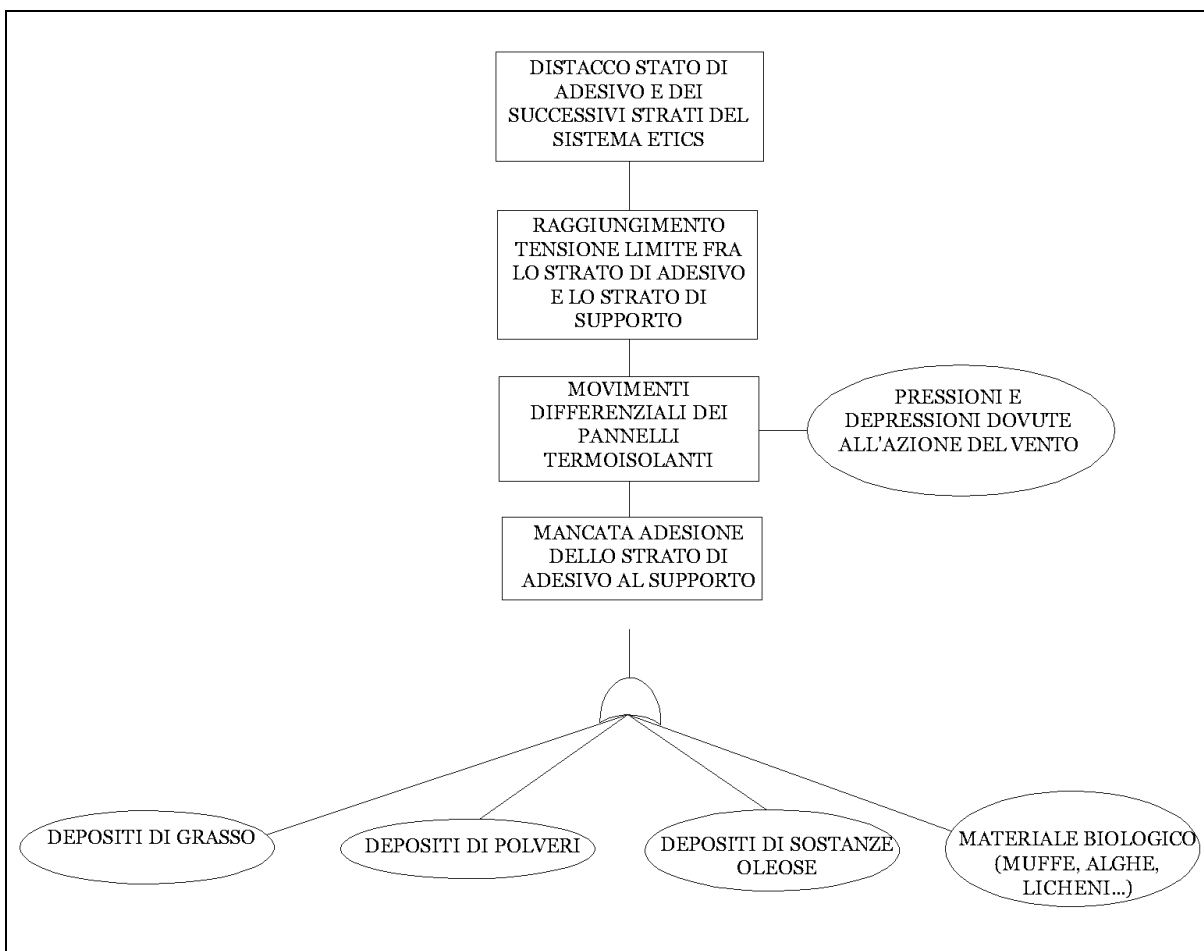 DISTACCO STATO DI
ADESIVO E DEI
SUCCESSIVI STRATI DEL
SISTEMA ETICS
RAGGIUNGIMENTO
TENSIONE LIMITE FRA
LO STRATO DI ADESIVO
E LO STRATO DI
SUPPORTO
MOVIMENTI
DIFFERENZIALI DEI
PANNELLI
TERMOISOLANTI
PRESSIONI E
DEPRESSIONI DOVUTE
ALL'AZIONE DEL VENTO
MANCATA ADESIONE
DELLO STRATO DI
ADESIVO AL SUPPORTO
DEPOSITI DI GRASSO
DEPOSITI DI POLVERI
DEPOSITI DI SOSTANZE
OLEOSE
MATERIALE BIOLOGICO
(MUFFE, ALGHE,
LICHENI...)